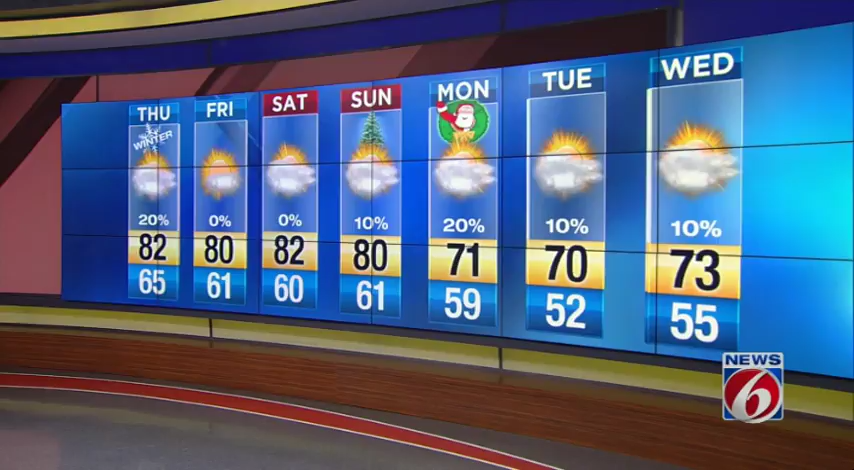 THU FRI SAT SUN MON TUE WED
WINTER
20% 0% 0% 10% 20% 10% 10%
82 80 82 80 71 70 73
65 61 60 61 59 52 55
NEWS
6